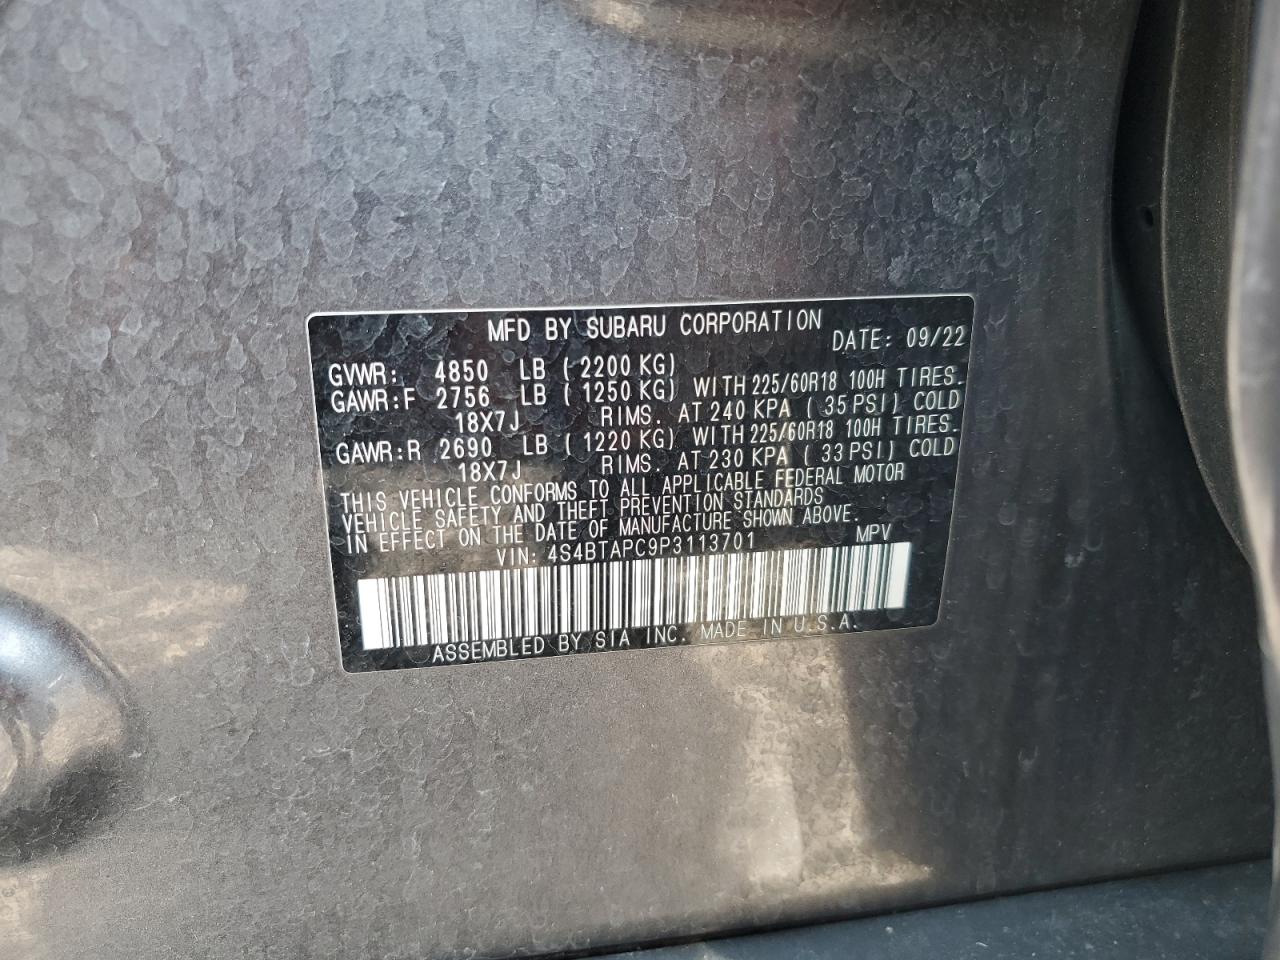 MFD BY SUBARU CORPORATION DATE: 09/22
GVWR: 4850 LB (2200 KG)
GAWR:F 2756 LB (1250 KG) WITH 225/60R18 100H TIRES.
18X7J RIMS. AT 240 KPA (35 PSI) COLD
GAWR:R 2690 LB (1220 KG) WITH 225/60R18 100H TIRES.
18X7J RIMS. AT 230 KPA (33 PSI) COLD
THIS VEHICLE CONFORMS TO ALL APPLICABLE FEDERAL MOTOR
VEHICLE SAFETY AND THEFT PREVENTION STANDARDS
IN EFFECT ON THE DATE OF MANUFACTURE SHOWN ABOVE.
VIN: 4S4BTAPC9P3113701 MPV
ASSEMBLED BY SIA INC. MADE IN U.S.A.